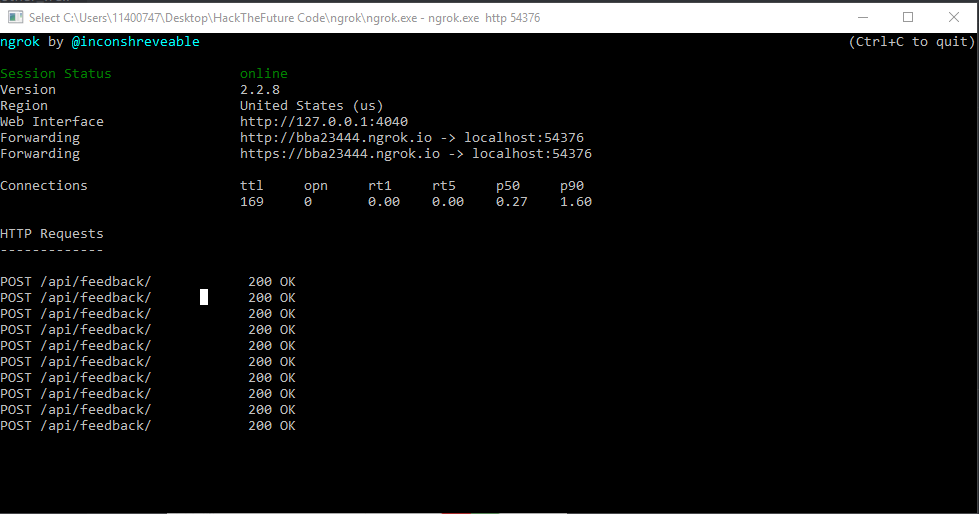 Select C:\Users\11400747\Desktop\HackTheFuture Code\ngrok\ngrok.exe - ngrok.exe http 54376
ngrok by @inconshreveable (Ctrl+C to quit)
Session Status online
Version 2.2.8
Region United States (us)
Web Interface http://127.0.0.1:4040
Forwarding http://bba23444.ngrok.io -> localhost:54376
Forwarding https://bba23444.ngrok.io -> localhost:54376
Connections ttl opn rt1 rt5 p50 p90
169 0 0.00 0.00 0.27 1.60
HTTP Requests
-------------
POST /api/feedback/ 200 OK
POST /api/feedback/ 200 OK
POST /api/feedback/ 200 OK
POST /api/feedback/ 200 OK
POST /api/feedback/ 200 OK
POST /api/feedback/ 200 OK
POST /api/feedback/ 200 OK
POST /api/feedback/ 200 OK
POST /api/feedback/ 200 OK
POST /api/feedback/ 200 OK